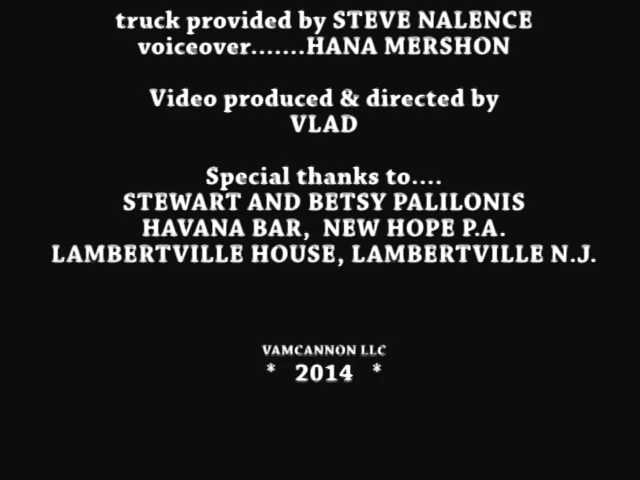 truck provided by STEVE NALENCE
voiceover.......HANA MERSHON
Video produced & directed by
VLAD
Special thanks to....
STEWART AND BETSY PALILONIS
HAVANA BAR, NEW HOPE P.A.
LAMBERTVILLE HOUSE, LAMBERTVILLE N.J.
VAMCANNON LLC
* 2014 *